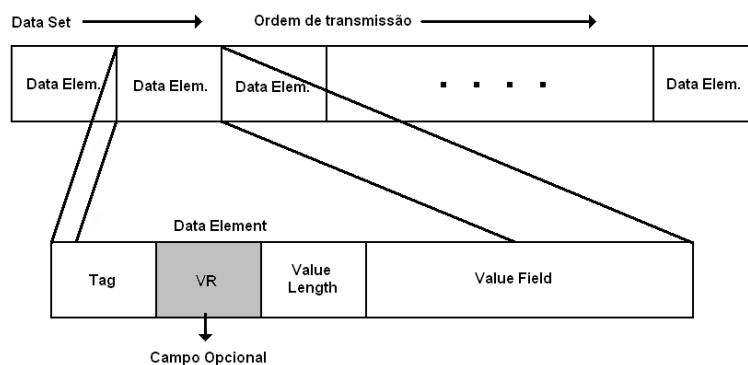 Data Set
Ordem de transmissão
Data Elem.
Data Elem.
Data Elem.
Data Elem.
Data Element
Tag
VR
Value
Length
Value Field
Campo Opcional